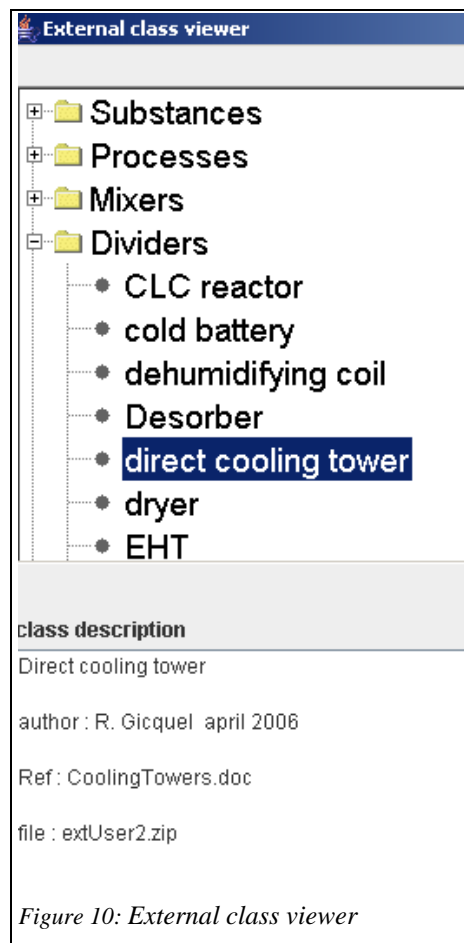 External class viewer
Substances
Processes
Mixers
Dividers
CLC reactor
cold battery
dehumidifying coil
Desorber
direct cooling tower
dryer
EHT
class description
Direct cooling tower
author : R. Gicquel april 2006
Ref : CoolingTowers.doc
file : extUser2.zip
Figure 10: External class viewer